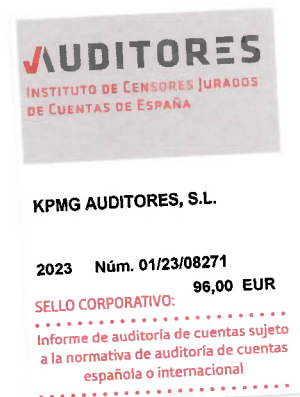 AUDITORES
INSTITUTO DE CENSORES JURADOS
DE CUENTAS DE ESPAÑA
KPMG AUDITORES, S.L.
2023 Núm. 01/23/08271
96,00 EUR
SELLO CORPORATIVO:
Informe de auditoría de cuentas sujeto
a la normativa de auditoría de cuentas
española o internacional